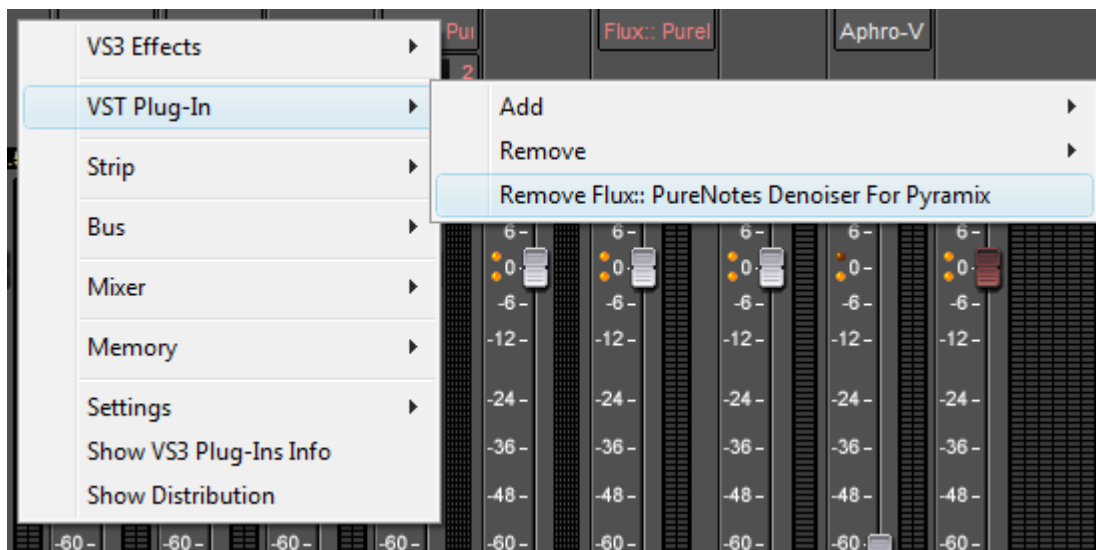 Pur
Flux:: Purel
Aphro-V
2
VS3 Effects
VST Plug-In
Strip
Bus
Mixer
Memory
Settings
Show VS3 Plug-Ins Info
Show Distribution
Add
Remove
Remove Flux:: PureNotes Denoiser For Pyramix
6 - 6 - 6 - 6 - 6 -
0 - 0 - 0 - 0 - 0 -
-6 - -6 - -6 - -6 - -6 -
-12 - -12 - -12 - -12 - -12 -
-24 - -24 - -24 - -24 - -24 -
-36 - -36 - -36 - -36 - -36 -
-48 - -48 - -48 - -48 - -48 -
-60 - -60 - -60 - -60 - -60 - -60 - -60 - -60 - -60 -